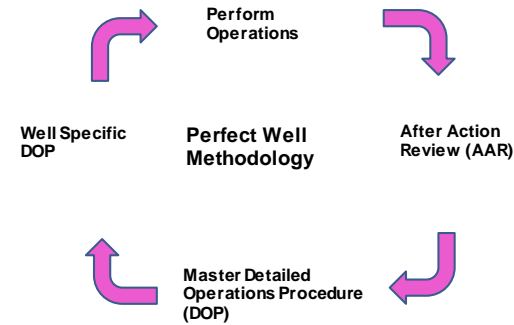 Perform
Operations
Well Specific
DOP
Perfect Well
Methodology
After Action
Review (AAR)
Master Detailed
Operations Procedure
(DOP)